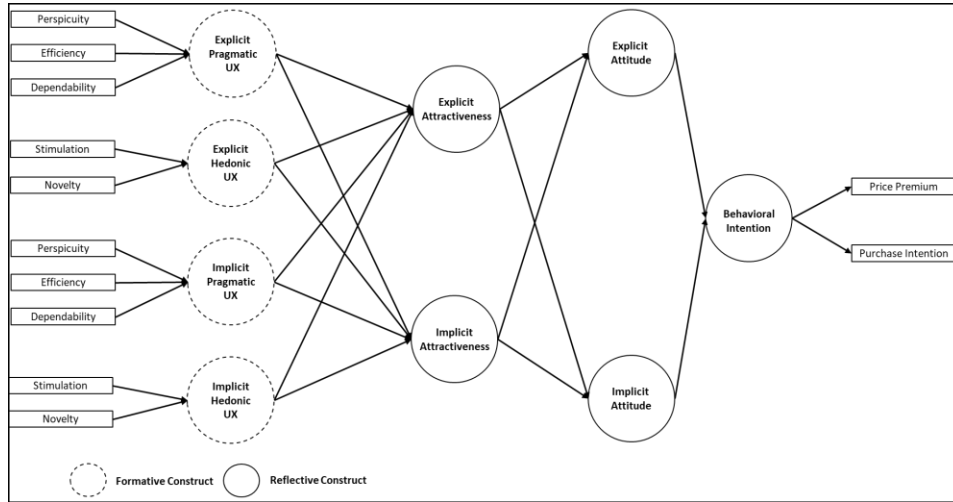 Perspicuity
Efficiency
Dependability
Explicit
Pragmatic
UX
Stimulation
Novelty
Explicit
Hedonic
UX
Perspicuity
Efficiency
Dependability
Implicit
Pragmatic
UX
Stimulation
Novelty
Implicit
Hedonic
UX
Explicit
Attractiveness
Implicit
Attractiveness
Explicit
Attitude
Implicit
Attitude
Behavioral
Intention
Price Premium
Purchase Intention
Formative Construct
Reflective Construct